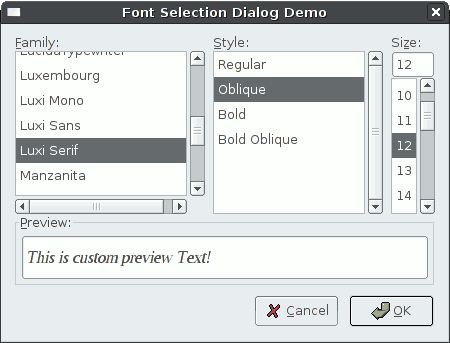 Font Selection Dialog Demo
Family: Style: Size:
LucidaTypewriter Regular 12
Luxembourg Oblique 10
Luxi Mono Bold 11
Luxi Sans Bold Oblique 12
Luxi Serif 13
Manzanita 14
Preview:
This is custom preview Text!
Cancel OK